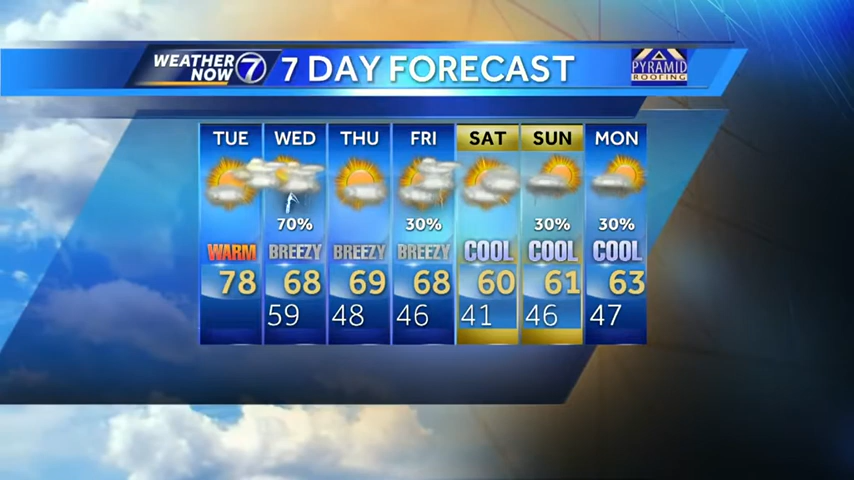 WEATHER
NOW 7
7 DAY FORECAST
PYRAMID
ROOFING
TUE WED THU FRI SAT SUN MON
70% 30% 30% 30%
WARM BREEZY BREEZY BREEZY COOL COOL COOL
78 68 69 68 60 61 63
59 48 46 41 46 47